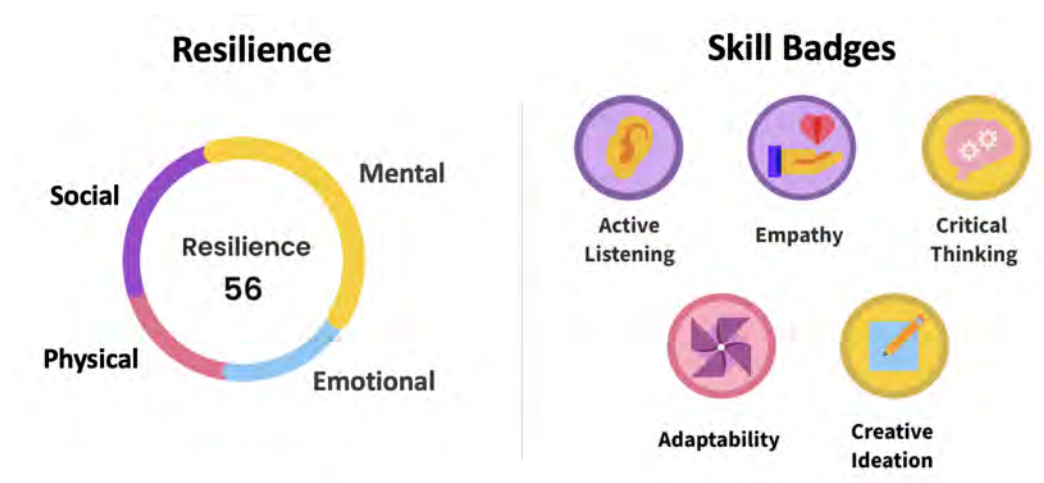 Resilience
Social
Mental
Resilience
56
Physical
Emotional
Skill Badges
Active
Listening
Empathy
Critical
Thinking
Adaptability
Creative
Ideation